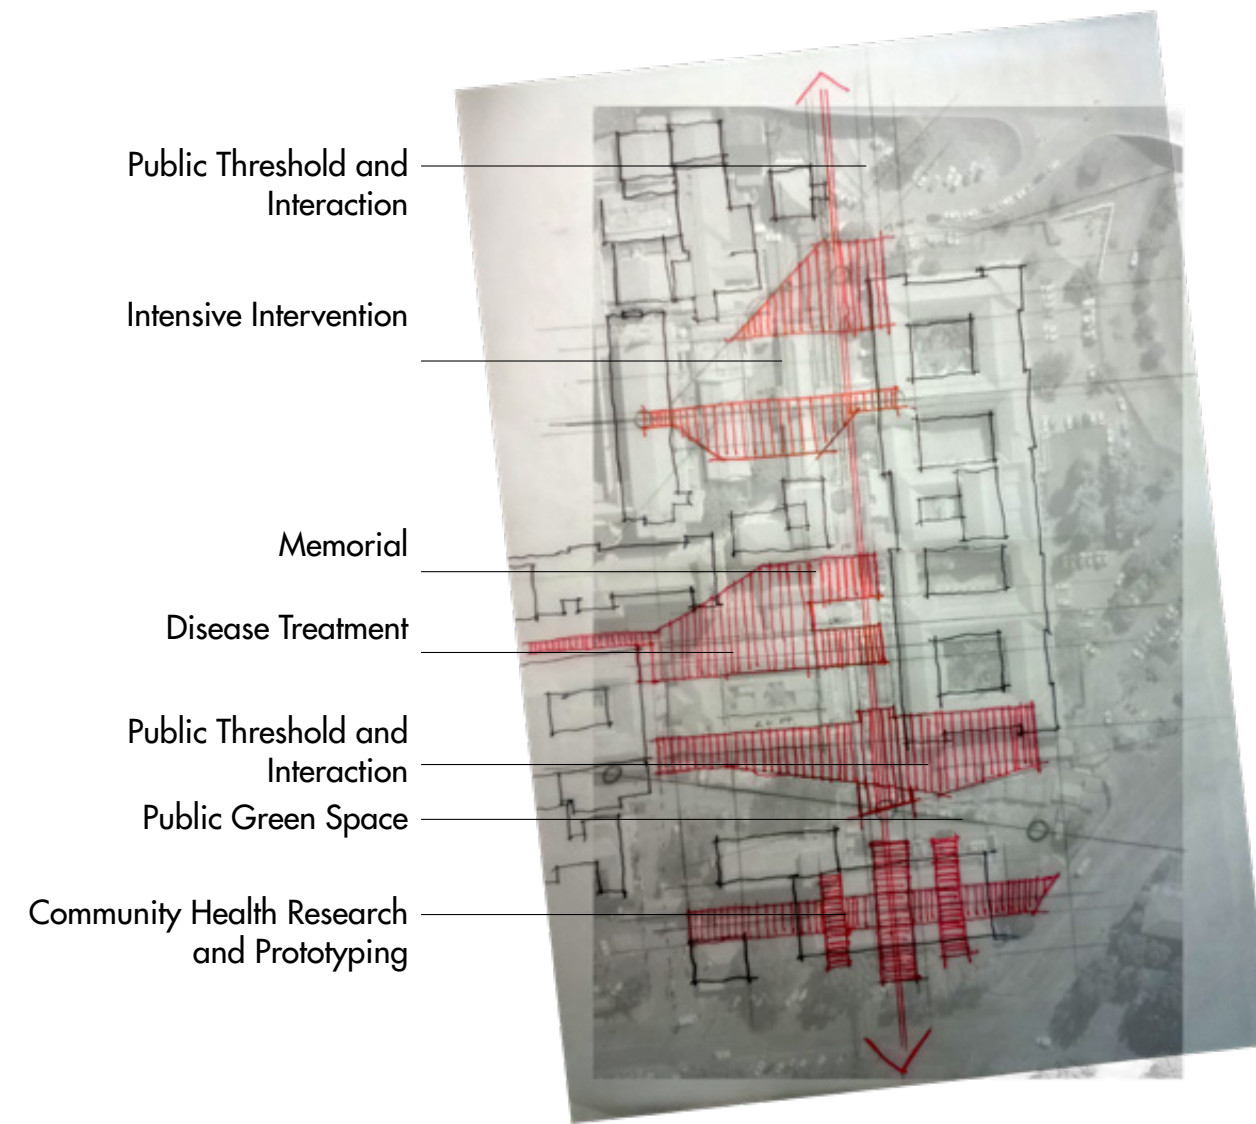 Public Threshold and
Interaction
Intensive Intervention
Memorial
Disease Treatment
Public Threshold and
Interaction
Public Green Space
Community Health Research
and Prototyping